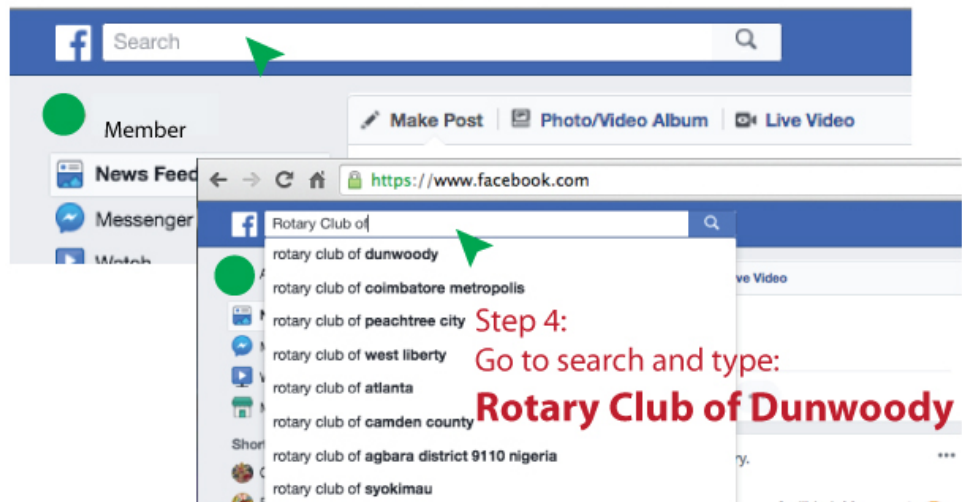 f Search
Member
Make Post Photo/Video Album Live Video
News Feed
Messenger
Watch
https://www.facebook.com
f Rotary Club of
rotary club of dunwoody
ve Video
rotary club of coimbatore metropolis
rotary club of peachtree city
rotary club of west liberty
rotary club of atlanta
rotary club of camden county
rotary club of agbara district 9110 nigeria
rotary club of syokimau
Step 4:
Go to search and type:
Rotary Club of Dunwoody
Shor
ry.